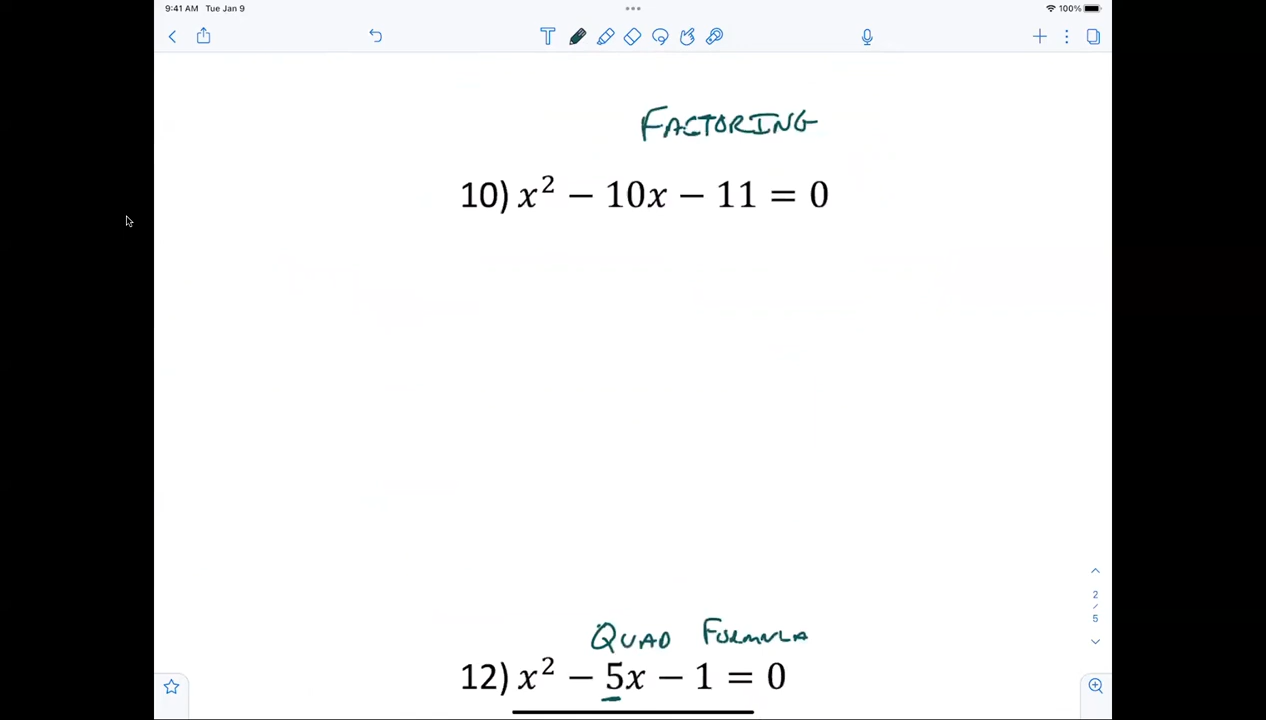 9:41 AM Tue Jan 9
100%
T
FACTORING
10) x² − 10x − 11 = 0
2
/
5
QUAD FORMULA
12) x² − 5x − 1 = 0